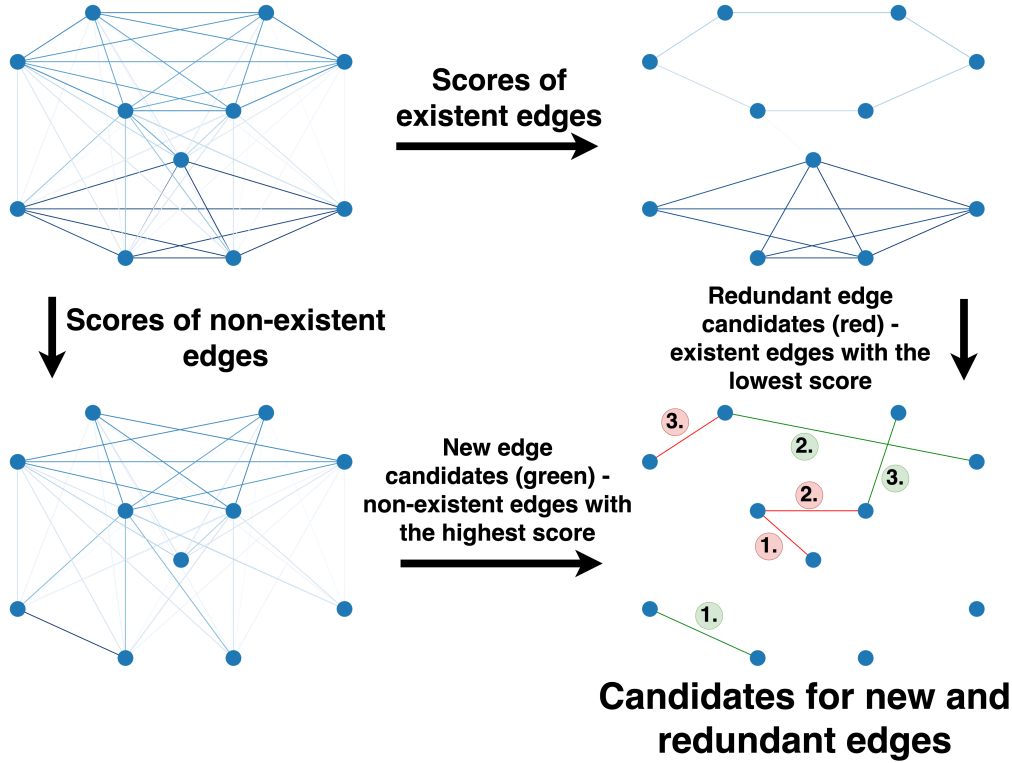 Scores of
existent edges
Scores of non-existent
edges
Redundant edge
candidates (red) -
existent edges with the
lowest score
New edge
candidates (green) -
non-existent edges with
the highest score
3.
2.
3.
2.
1.
1.
Candidates for new and
redundant edges